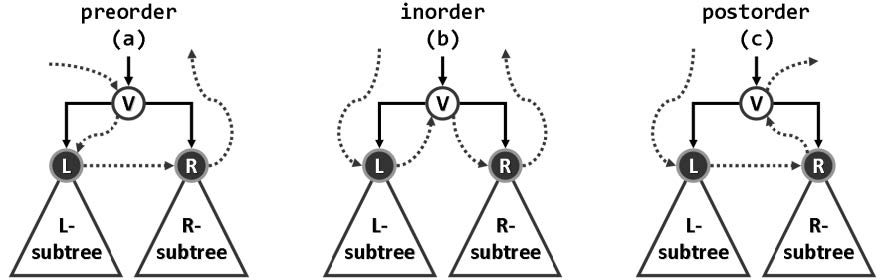 preorder
(a)
inorder
(b)
postorder
(c)
V
V
V
L
R
L
R
L
R
L-
subtree
R-
subtree
L-
subtree
R-
subtree
L-
subtree
R-
subtree